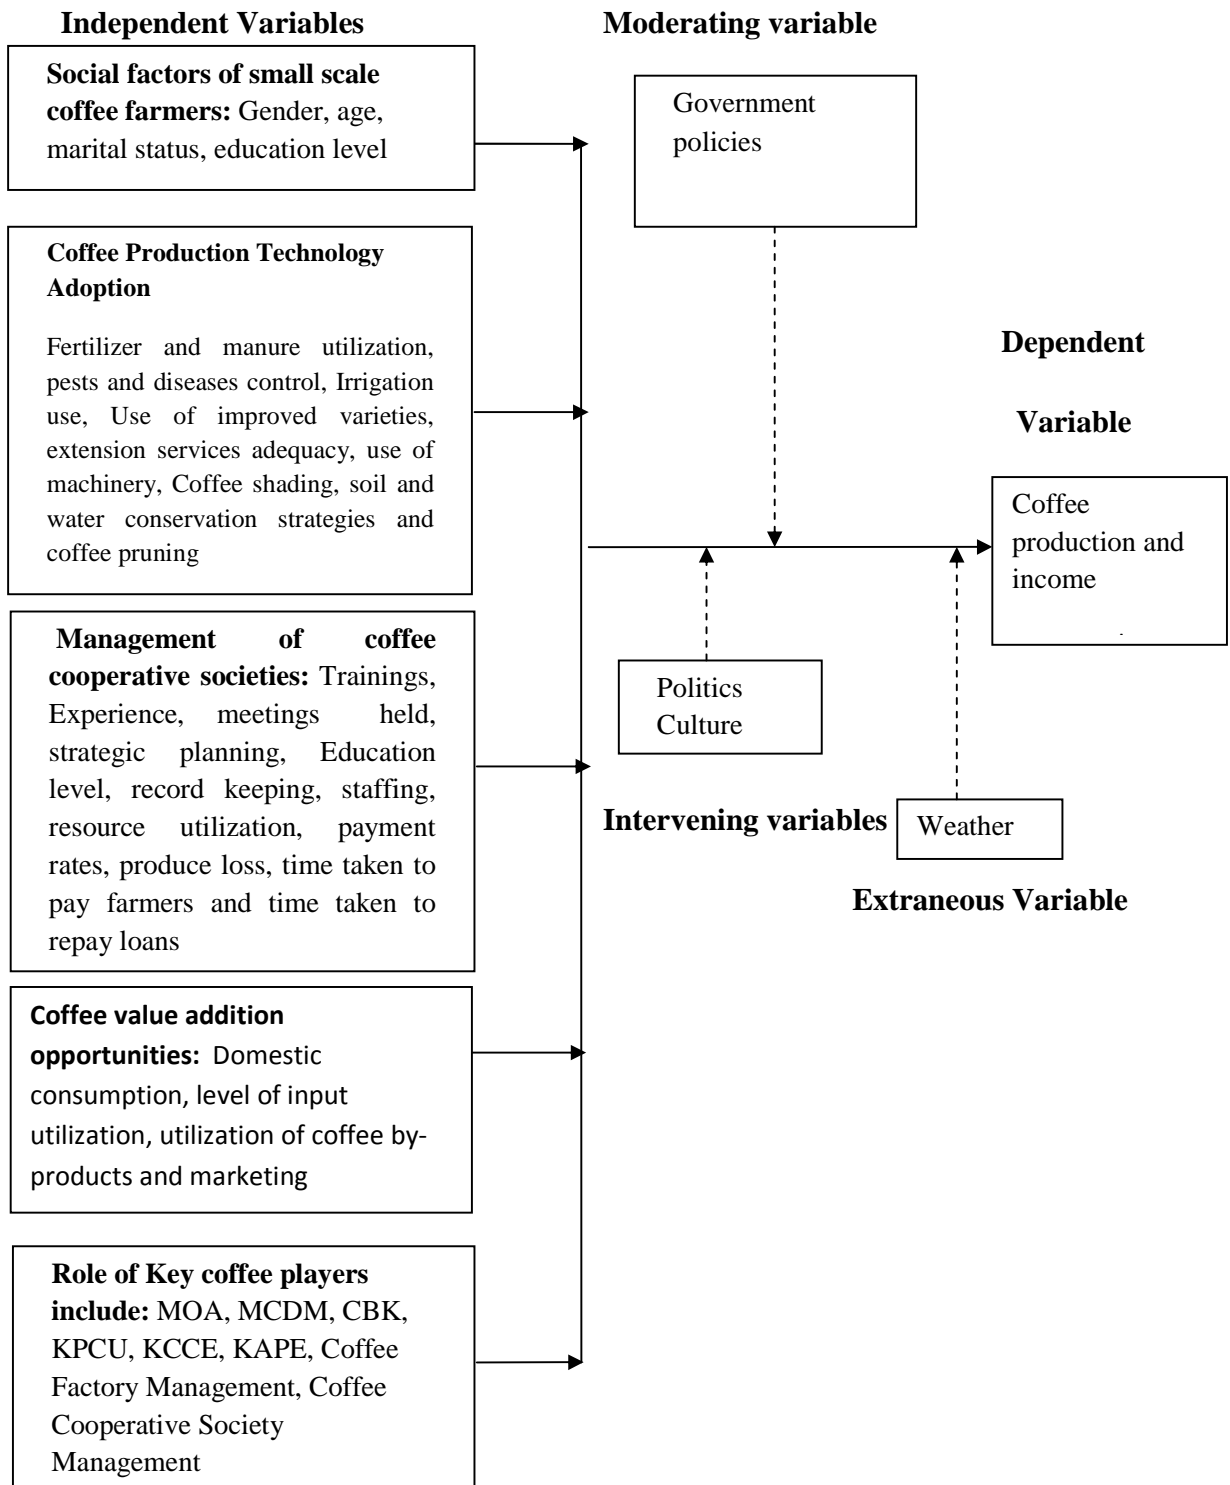 Independent Variables
Social factors of small scale
coffee farmers: Gender, age,
marital status, education level
Coffee Production Technology
Adoption
Fertilizer and manure utilization,
pests and diseases control, Irrigation
use, Use of improved varieties,
extension services adequacy, use of
machinery, Coffee shading, soil and
water conservation strategies and
coffee pruning
Management of coffee
cooperative societies: Trainings,
Experience, meetings held,
strategic planning, Education
level, record keeping, staffing,
resource utilization, payment
rates, produce loss, time taken to
pay farmers and time taken to
repay loans
Coffee value addition
opportunities: Domestic
consumption, level of input
utilization, utilization of coffee by-
products and marketing
Role of Key coffee players
include: MOA, MCDM, CBK,
KPCU, KCCE, KAPE, Coffee
Factory Management, Coffee
Cooperative Society
Management
Moderating variable
Government
policies
Politics
Culture
Intervening variables
Weather
Extraneous Variable
Dependent
Variable
Coffee
production and
income